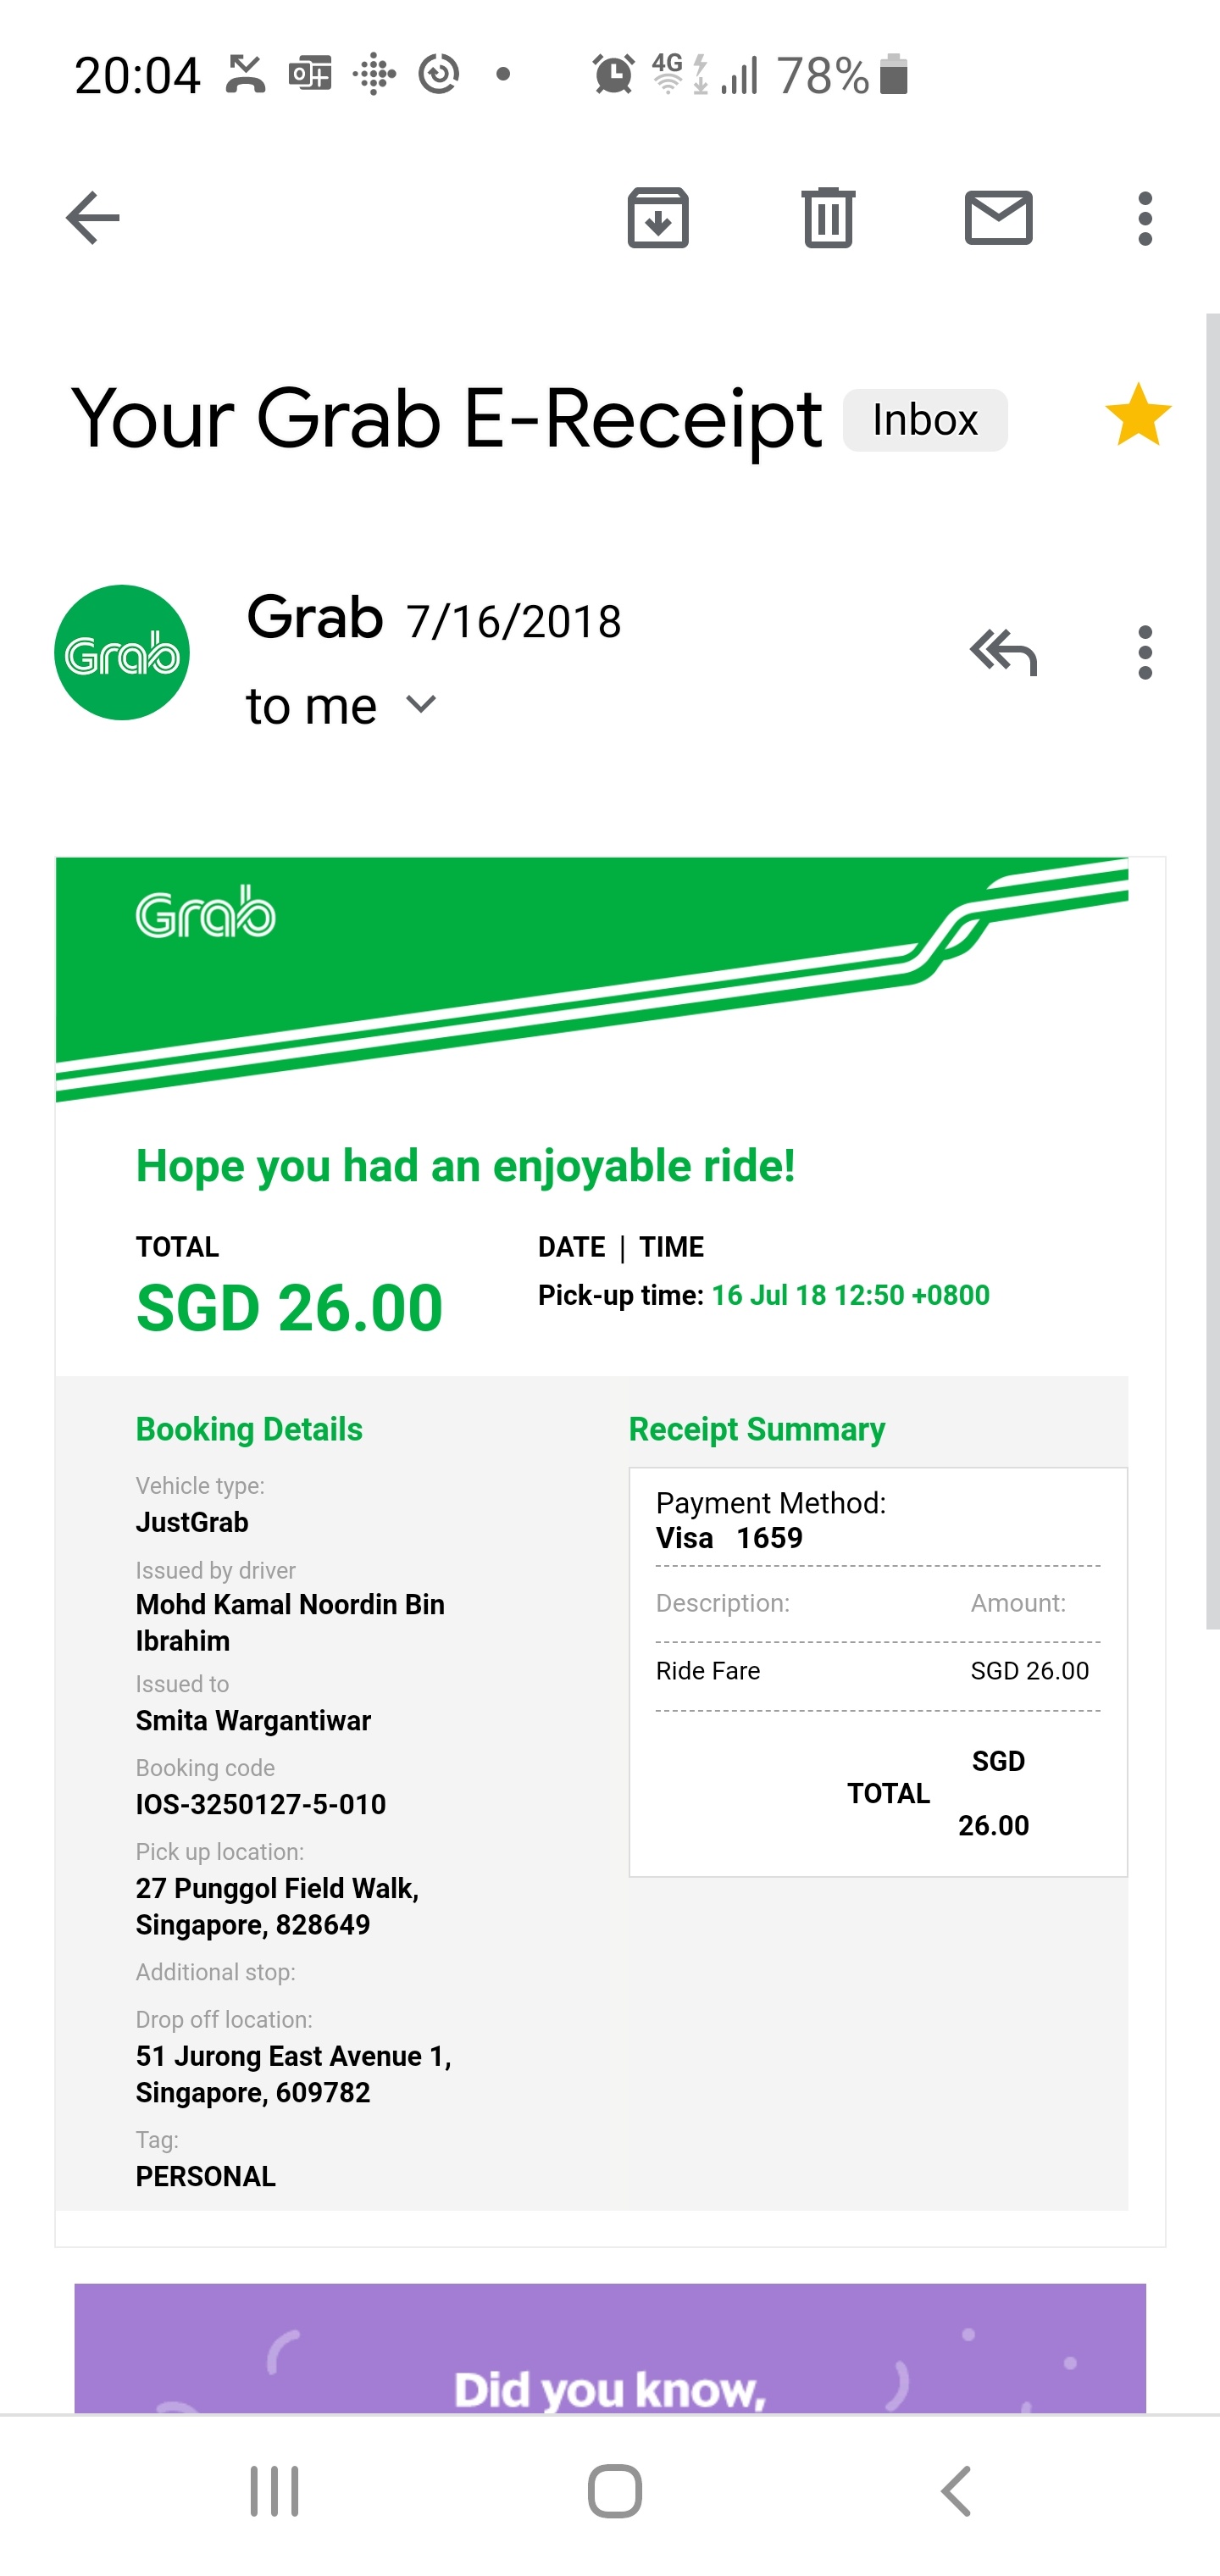 20:04 4G 78%
Your Grab E-Receipt Inbox
Grab Grab 7/16/2018
to me
Grab
Hope you had an enjoyable ride!
TOTAL DATE | TIME
SGD 26.00 Pick-up time: 16 Jul 18 12:50 +0800
Booking Details
Vehicle type:
JustGrab
Issued by driver
Mohd Kamal Noordin Bin
Ibrahim
Issued to
Smita Wargantiwar
Booking code
IOS-3250127-5-010
Pick up location:
27 Punggol Field Walk,
Singapore, 828649
Additional stop:
Drop off location:
51 Jurong East Avenue 1,
Singapore, 609782
Tag:
PERSONAL
Receipt Summary
Payment Method:
Visa 1659
Description: Amount:
Ride Fare SGD 26.00
TOTAL SGD
26.00
Did you know,